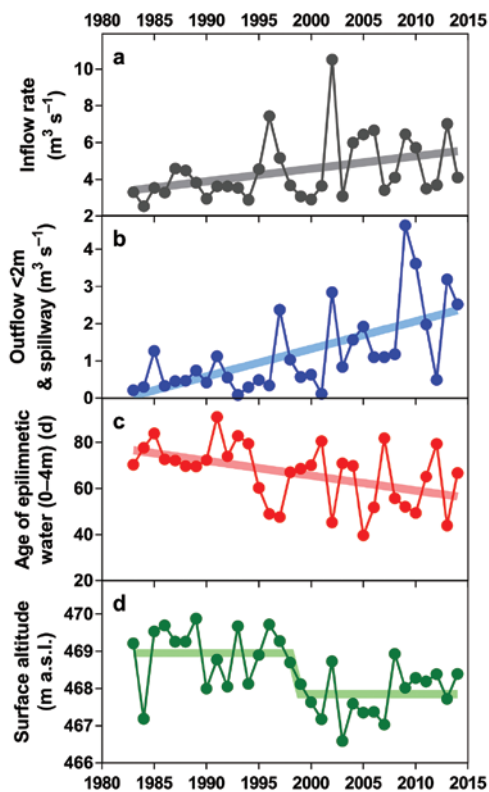 1980 1985 1990 1995 2000 2005 2010 2015
a
Inflow rate
(m³ s⁻¹)
10
8
6
4
2
b
Outflow <2m
& spillway (m³ s⁻¹)
4
3
2
1
0
c
Age of epilimnetic
water (0–4m) (d)
80
60
40
20
d
Surface altitude
(m a.s.l.)
470
469
468
467
466
1980 1985 1990 1995 2000 2005 2010 2015